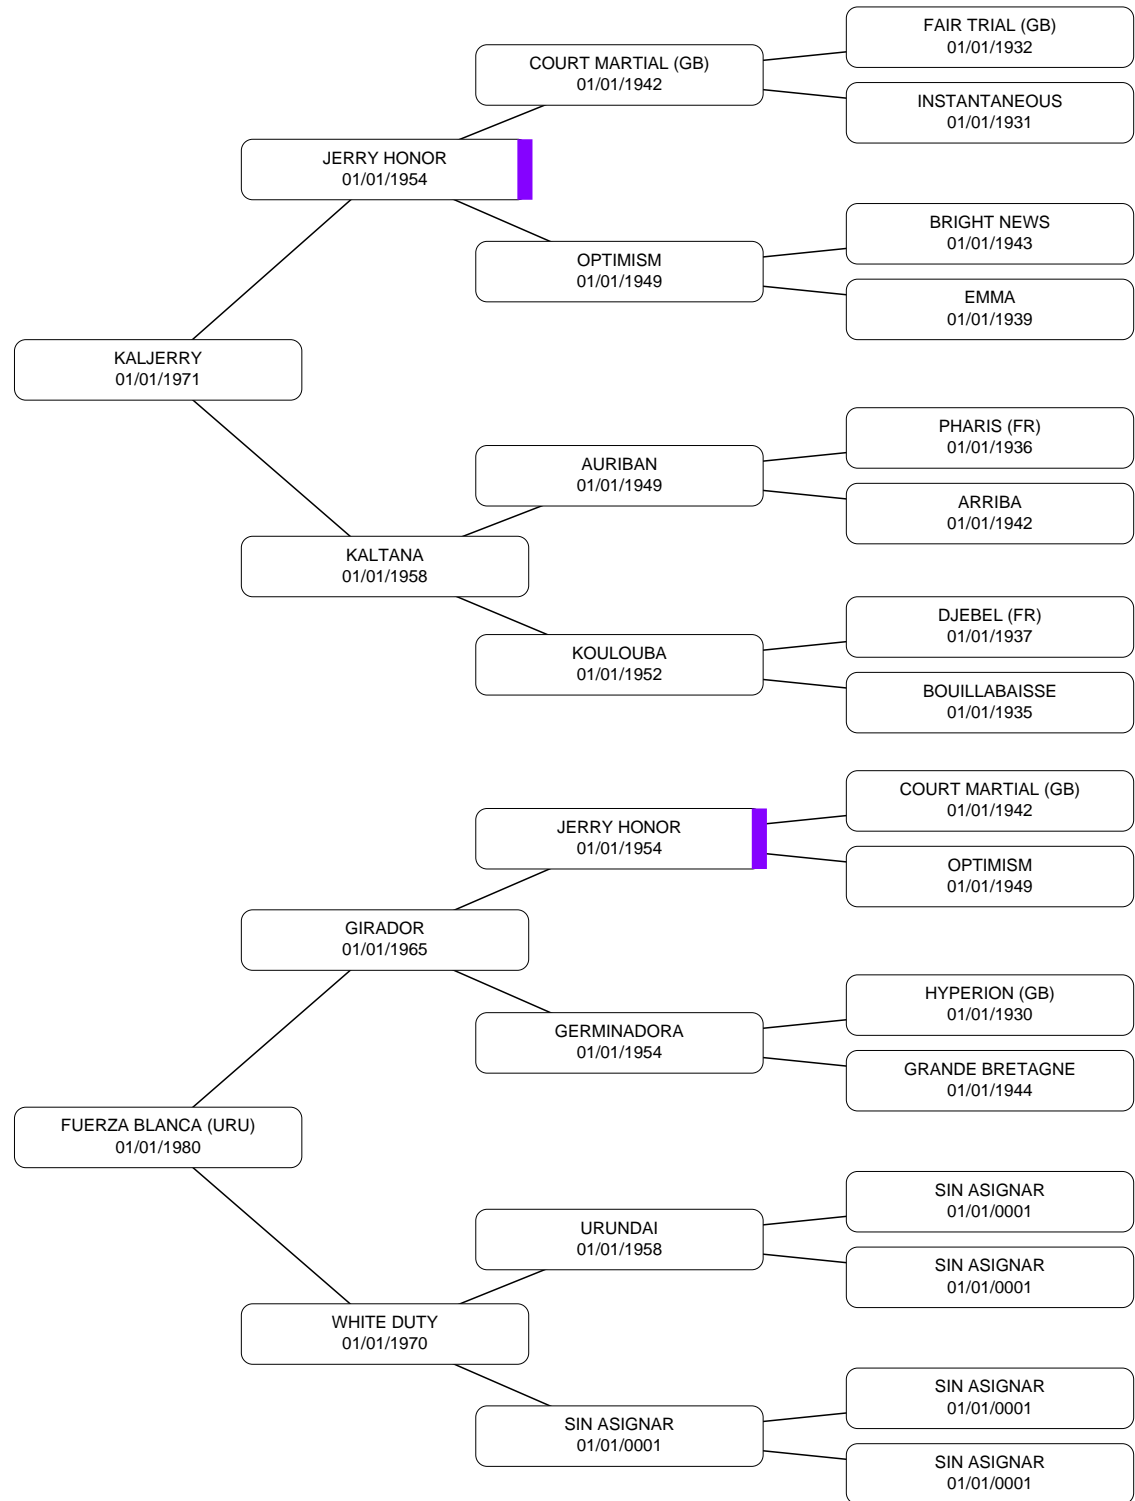 FAIR TRIAL (GB)
01/01/1932
COURT MARTIAL (GB)
01/01/1942
INSTANTANEOUS
01/01/1931
JERRY HONOR
01/01/1954
BRIGHT NEWS
01/01/1943
OPTIMISM
01/01/1949
EMMA
01/01/1939
KALJERRY
01/01/1971
PHARIS (FR)
01/01/1936
AURIBAN
01/01/1949
ARRIBA
01/01/1942
KALTANA
01/01/1958
DJEBEL (FR)
01/01/1937
KOULOUBA
01/01/1952
BOUILLABAISSE
01/01/1935
COURT MARTIAL (GB)
01/01/1942
JERRY HONOR
01/01/1954
OPTIMISM
01/01/1949
GIRADOR
01/01/1965
HYPERION (GB)
01/01/1930
GERMINADORA
01/01/1954
GRANDE BRETAGNE
01/01/1944
FUERZA BLANCA (URU)
01/01/1980
SIN ASIGNAR
01/01/0001
URUNDAI
01/01/1958
SIN ASIGNAR
01/01/0001
WHITE DUTY
01/01/1970
SIN ASIGNAR
01/01/0001
SIN ASIGNAR
01/01/0001
SIN ASIGNAR
01/01/0001